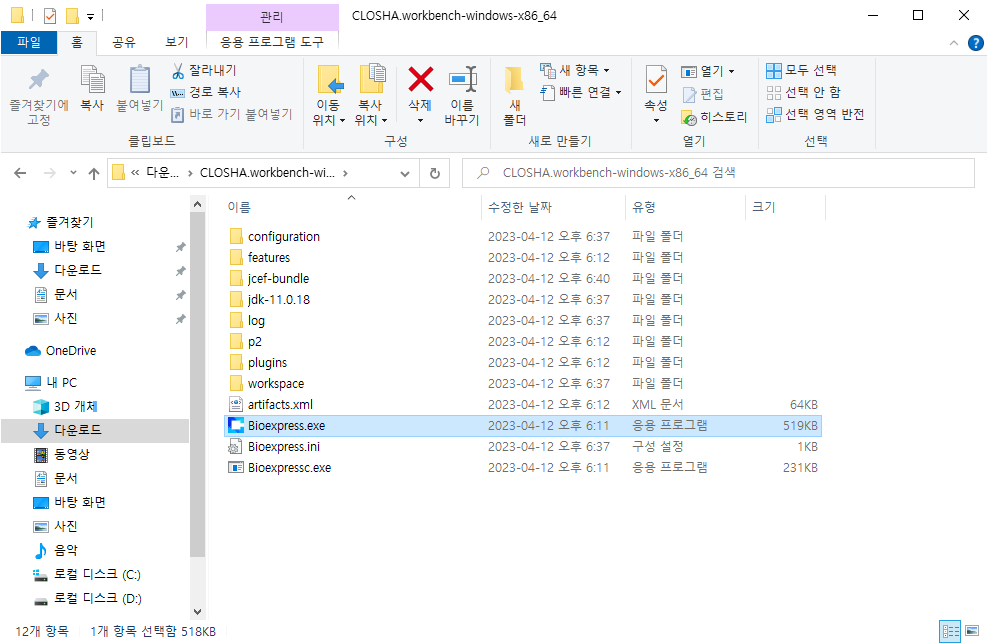 관리
CLOSHA.workbench-windows-x86_64
파일 홈 공유 보기 응용 프로그램 도구
즐겨찾기에 고정
복사
붙여넣기
잘라내기
경로 복사
바로 가기 붙여넣기
클립보드
이동 위치
복사 위치
삭제
이름 바꾸기
구성
새 폴더
새 항목
빠른 연결
새로 만들기
속성
열기
편집
히스토리
열기
모두 선택
선택 안 함
선택 영역 반전
선택
« 다운... › CLOSHA.workbench-wi... ›
CLOSHA.workbench-windows-x86_64 검색
즐겨찾기
바탕 화면
다운로드
문서
사진
OneDrive
내 PC
3D 개체
다운로드
동영상
문서
바탕 화면
사진
음악
로컬 디스크 (C:)
로컬 디스크 (D:)
이름 수정한 날짜 유형 크기
configuration 2023-04-12 오후 6:37 파일 폴더
features 2023-04-12 오후 6:12 파일 폴더
jcef-bundle 2023-04-12 오후 6:40 파일 폴더
jdk-11.0.18 2023-04-12 오후 6:37 파일 폴더
log 2023-04-12 오후 6:37 파일 폴더
p2 2023-04-12 오후 6:12 파일 폴더
plugins 2023-04-12 오후 6:12 파일 폴더
workspace 2023-04-12 오후 6:37 파일 폴더
artifacts.xml 2023-04-12 오후 6:12 XML 문서 64KB
Bioexpress.exe 2023-04-12 오후 6:11 응용 프로그램 519KB
Bioexpress.ini 2023-04-12 오후 6:37 구성 설정 1KB
Bioexpressc.exe 2023-04-12 오후 6:11 응용 프로그램 231KB
12개 항목 1개 항목 선택함 518KB